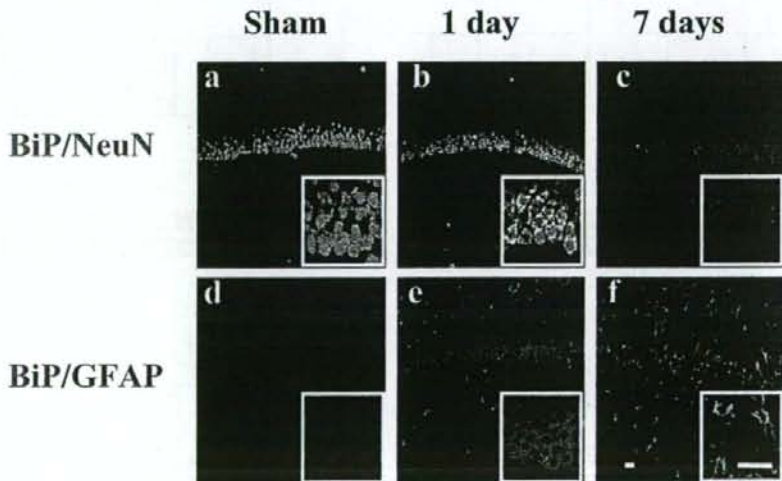 Sham 1 day 7 days
BiP/NeuN
a b c
BiP/GFAP
d e f